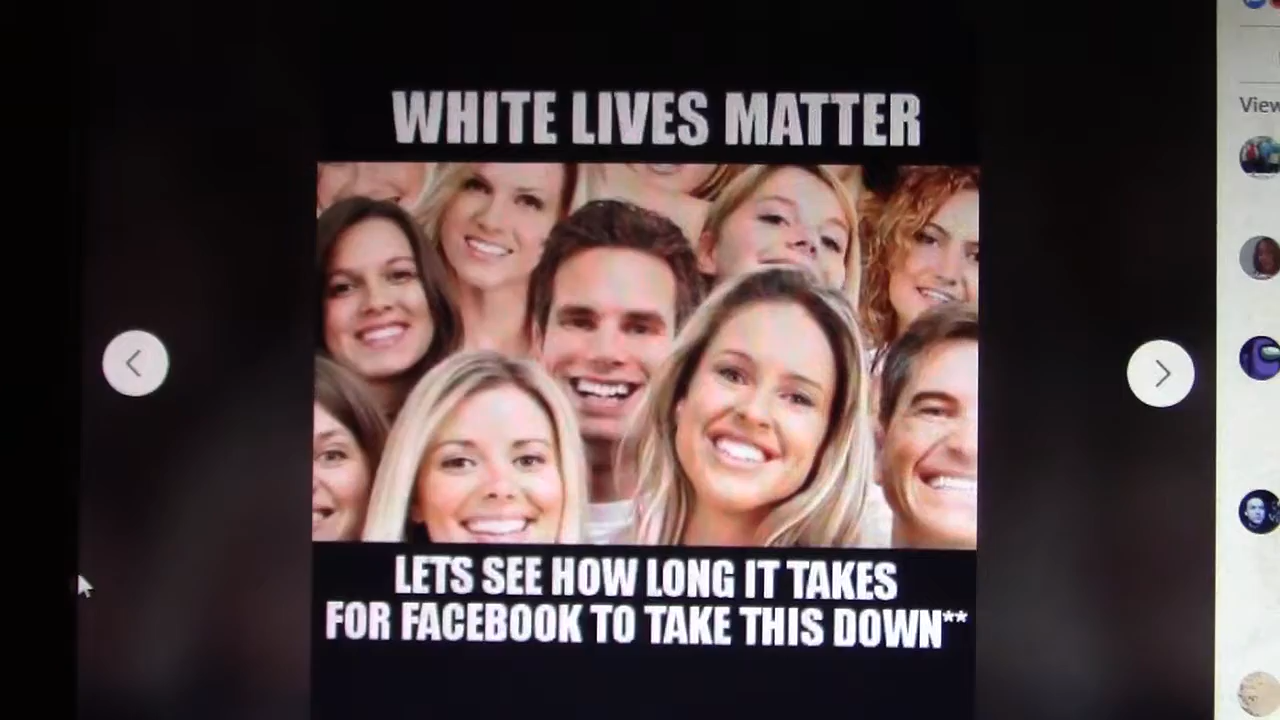 WHITE LIVES MATTER
View
LETS SEE HOW LONG IT TAKES
FOR FACEBOOK TO TAKE THIS DOWN**